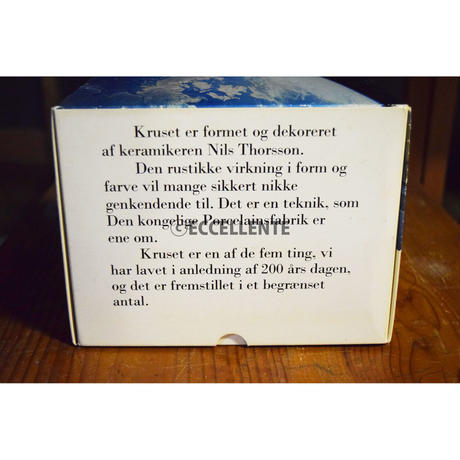 Kruset er formet og dekoreret
af keramikeren Nils Thorsson.
Den rustikke virkning i form og
farve vil mange sikkert nikke
genkendende til. Det er en teknik, som
Den kongelige Porcelainsfabrik er
©ECCELLENTE
ene om.
Kruset er en af de fem ting, vi
har lavet i anledning af 200 års dagen,
og det er fremstillet i et begrænset
antal.